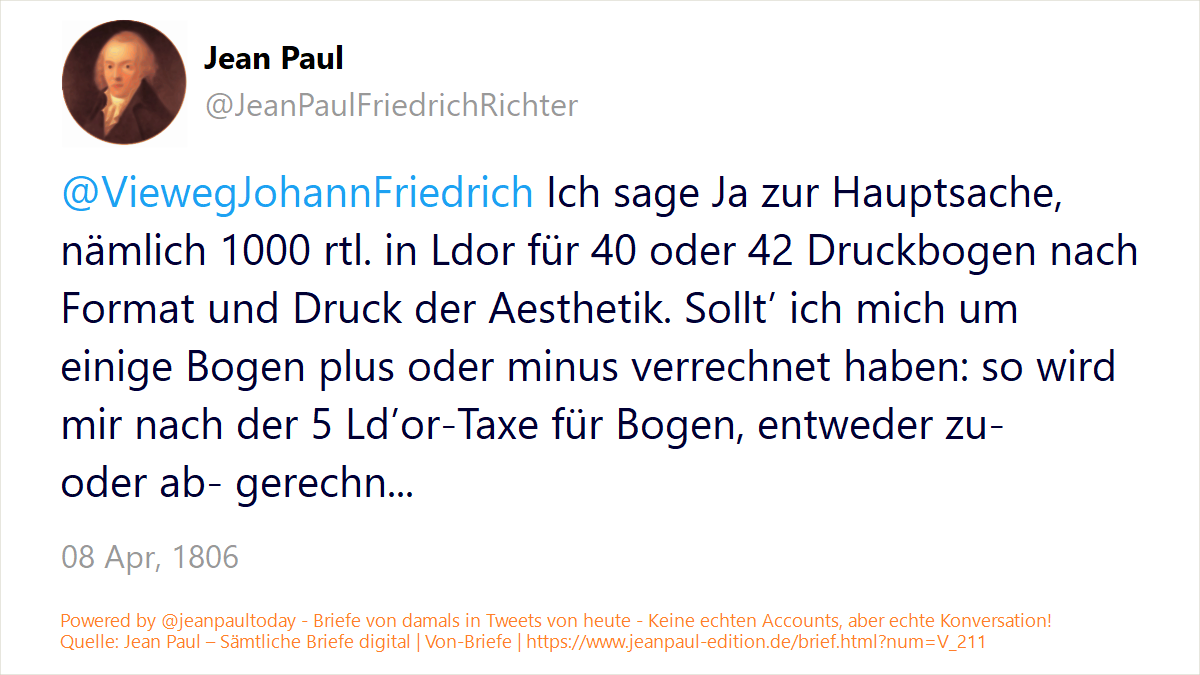 Jean Paul
@JeanPaulFriedrichRichter
@ViewegJohannFriedrich Ich sage Ja zur Hauptsache,
nämlich 1000 rtl. in Ldor für 40 oder 42 Druckbogen nach
Format und Druck der Aesthetik. Sollt’ ich mich um
einige Bogen plus oder minus verrechnet haben: so wird
mir nach der 5 Ld’or-Taxe für Bogen, entweder zu-
oder ab- gerechn...
08 Apr, 1806
Powered by @jeanpaultoday - Briefe von damals in Tweets von heute - Keine echten Accounts, aber echte Konversation!
Quelle: Jean Paul – Sämtliche Briefe digital | Von-Briefe | https://www.jeanpaul-edition.de/brief.html?num=V_211